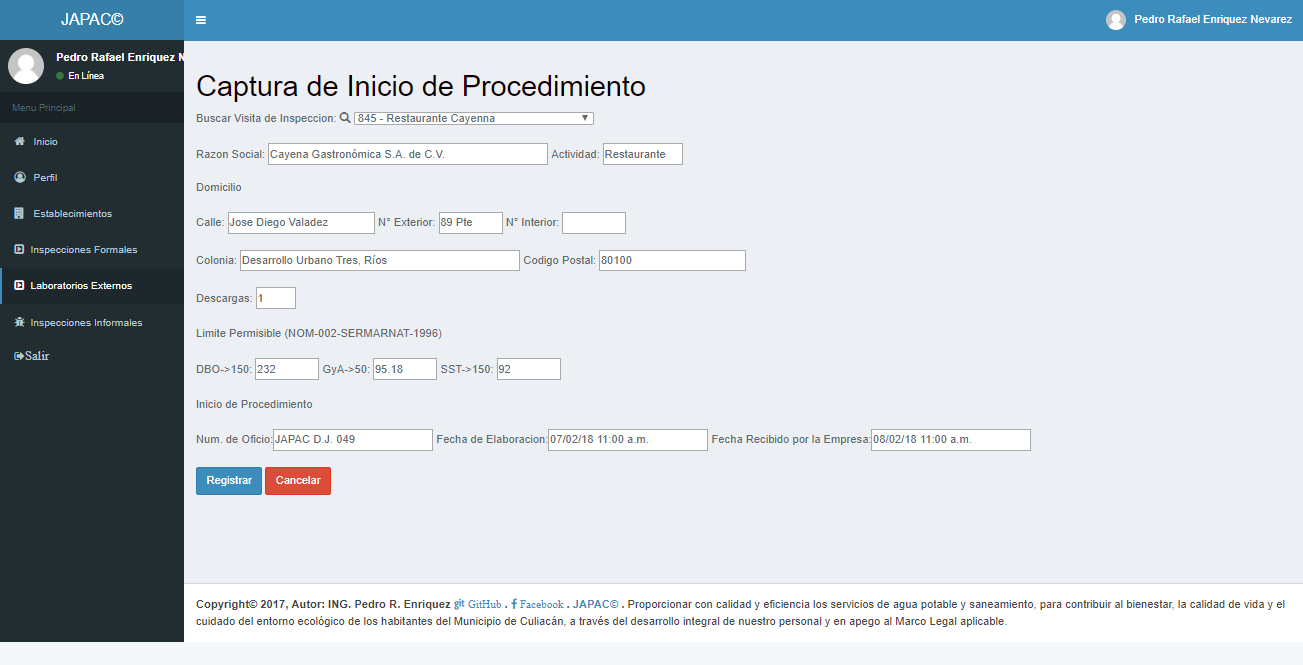 JAPAC©
Pedro Rafael Enriquez Nevarez
Pedro Rafael Enriquez N
En Línea
Menu Principal
Inicio
Perfil
Establecimientos
Inspecciones Formales
Laboratorios Externos
Inspecciones Informales
Salir
Captura de Inicio de Procedimiento
Buscar Visita de Inspeccion: 845 - Restaurante Cayenna
Razon Social: Cayena Gastronómica S.A. de C.V. Actividad: Restaurante
Domicilio
Calle: Jose Diego Valadez N° Exterior: 89 Pte N° Interior:
Colonia: Desarrollo Urbano Tres, Ríos Codigo Postal: 80100
Descargas: 1
Limite Permisible (NOM-002-SERMARNAT-1996)
DBO->150: 232 GyA->50: 95.18 SST->150: 92
Inicio de Procedimiento
Num. de Oficio: JAPAC D.J. 049 Fecha de Elaboracion: 07/02/18 11:00 a.m. Fecha Recibido por la Empresa: 08/02/18 11:00 a.m.
Registrar Cancelar
Copyright© 2017, Autor: ING. Pedro R. Enriquez git GitHub . f Facebook . JAPAC© . Proporcionar con calidad y eficiencia los servicios de agua potable y saneamiento, para contribuir al bienestar, la calidad de vida y el
cuidado del entorno ecológico de los habitantes del Municipio de Culiacán, a través del desarrollo integral de nuestro personal y en apego al Marco Legal aplicable.